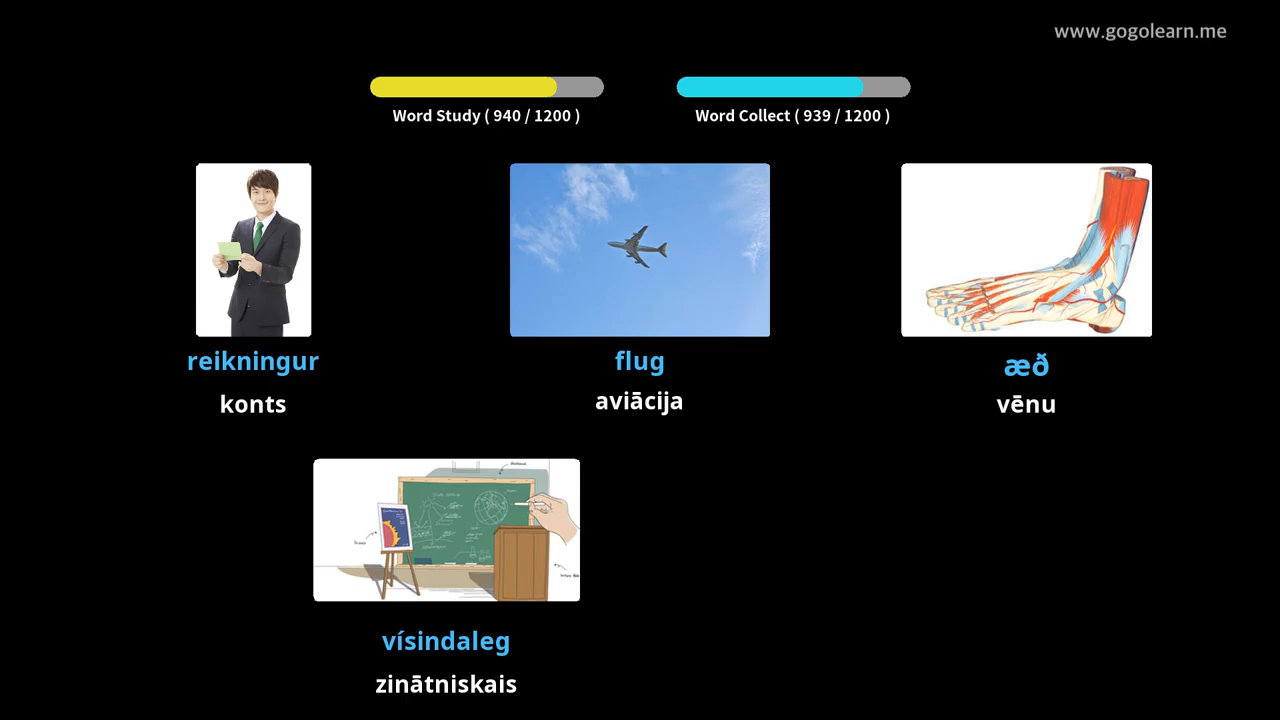 www.gogolearn.me
Word Study ( 940 / 1200 )
Word Collect ( 939 / 1200 )
reikningur
konts
flug
aviācija
æð
vēnu
vísindaleg
zinātniskais